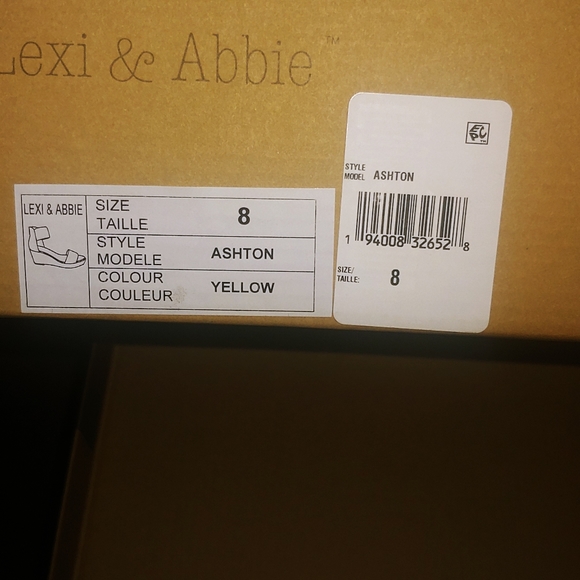 Lexi & Abbie™
LEXI & ABBIE
SIZE
TAILLE
8
STYLE
MODELE
ASHTON
COLOUR
COULEUR
YELLOW
STYLE
MODEL ASHTON
1 94008 32652 8
SIZE/
TAILLE: 8